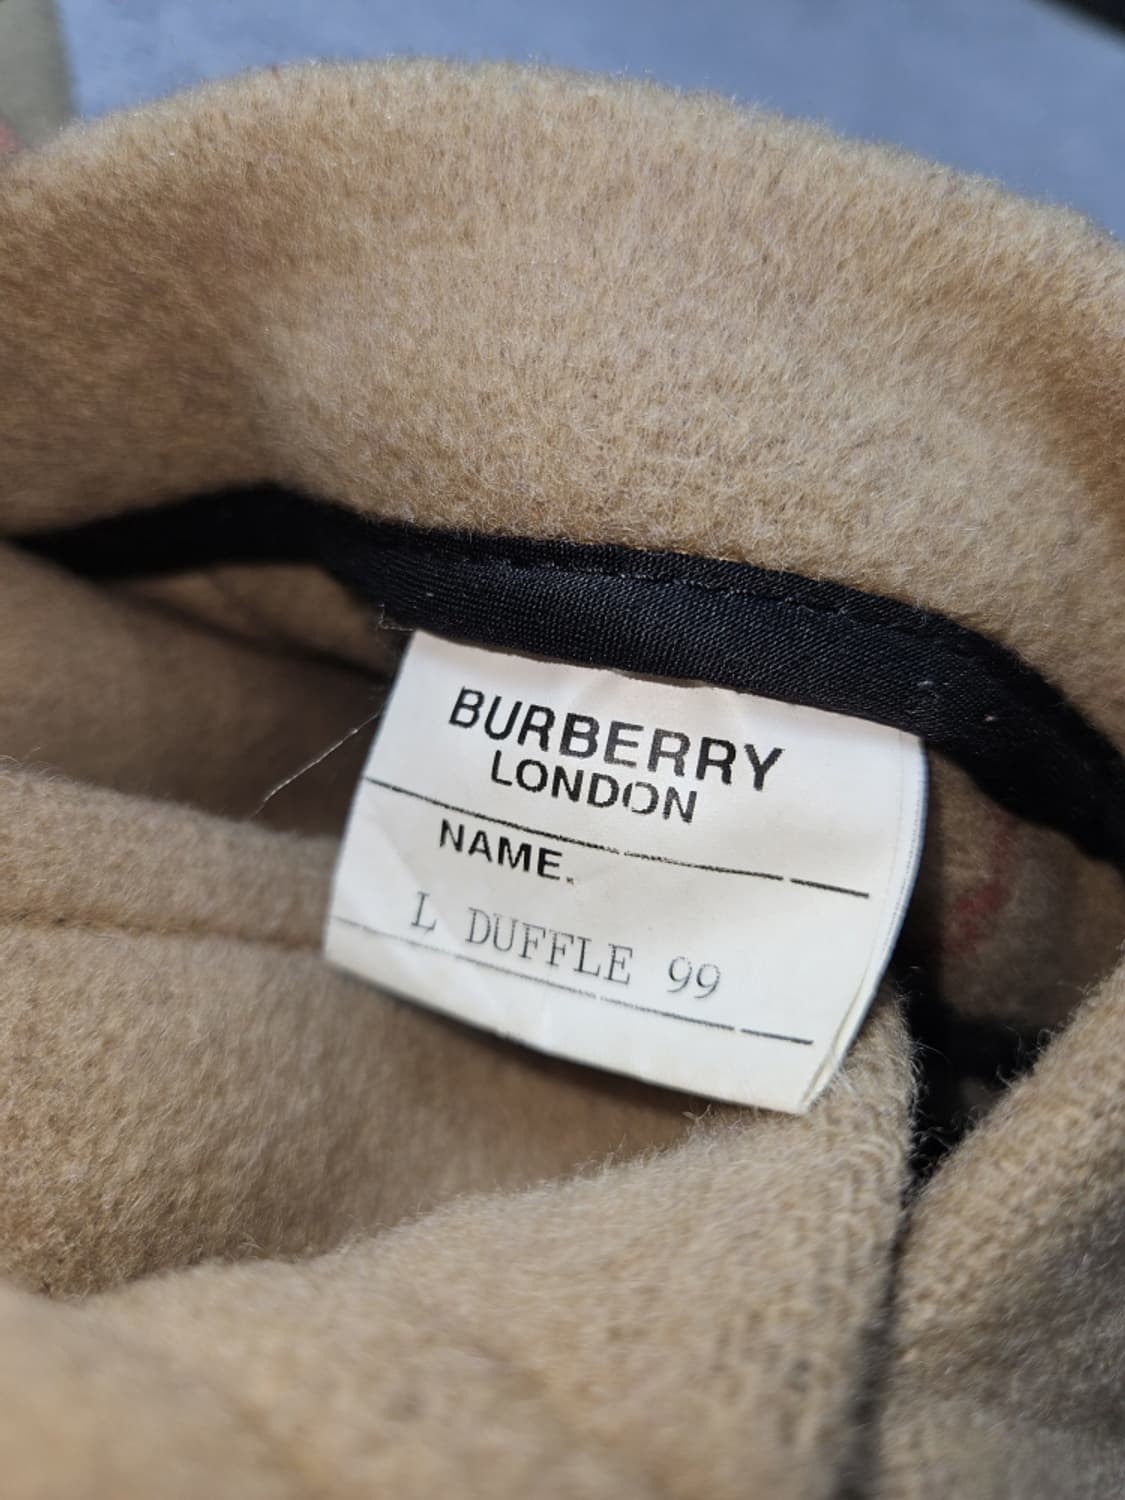 BURBERRY
LONDON
NAME.
L DUFFLE 99